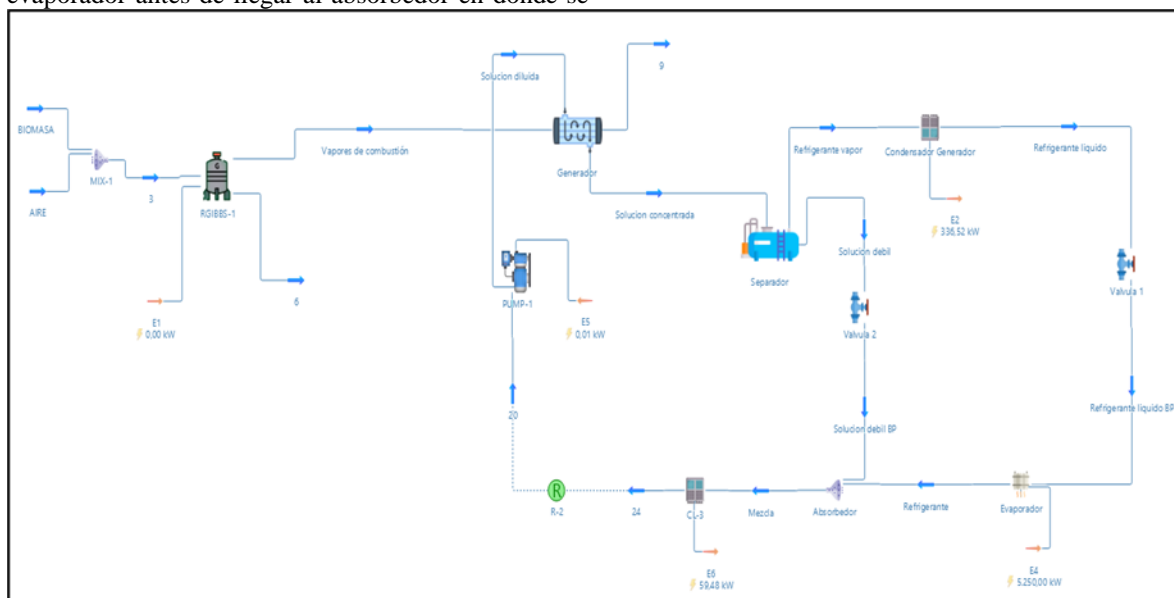 evaporador antes de llegar al absorbedor en donde se
Solucion diluida
9
BIOMASA
AIRE
MIX-1
3
RGIBBS-1
Vapores de combustión
Generador
Refrigerante vapor
Condensador Generador
Refrigerante liquido
Solucion concentrada
E2
336,52 kW
Separador
Solucion debil
Valvula 1
E1
0,00 kW
6
PUMP-1
E5
0,01 kW
Valvula 2
20
Solucion debil BP
Refrigerante liquido BP
R
R-2
24
CL-3
Mezcla
Absorbedor
Refrigerante
Evaporador
E6
59,48 kW
E4
5.250,00 kW